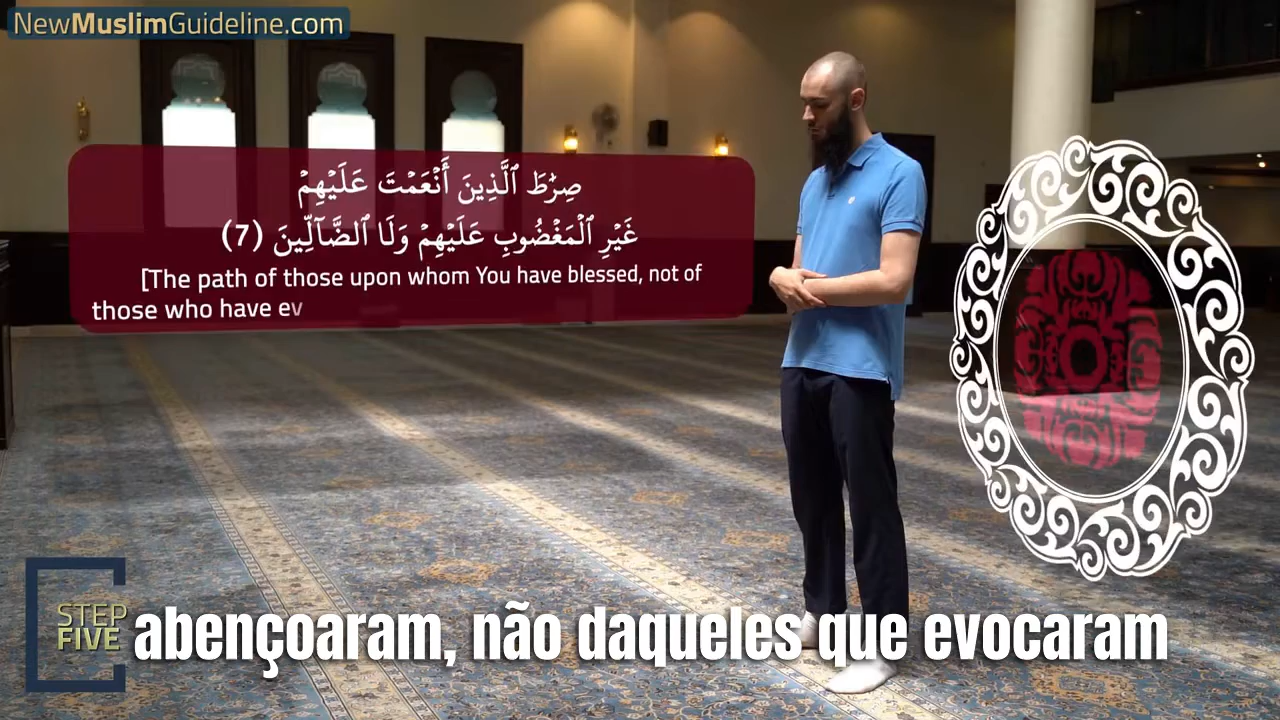 NewMuslimGuideline.com
صِرَٰطَ ٱلَّذِينَ أَنْعَمْتَ عَلَيْهِمْ
غَيْرِ ٱلْمَغْضُوبِ عَلَيْهِمْ وَلَا ٱلضَّآلِّينَ (7)
[The path of those upon whom You have blessed, not of
those who have ev
STEP
FIVE
abençoaram, não daqueles que evocaram